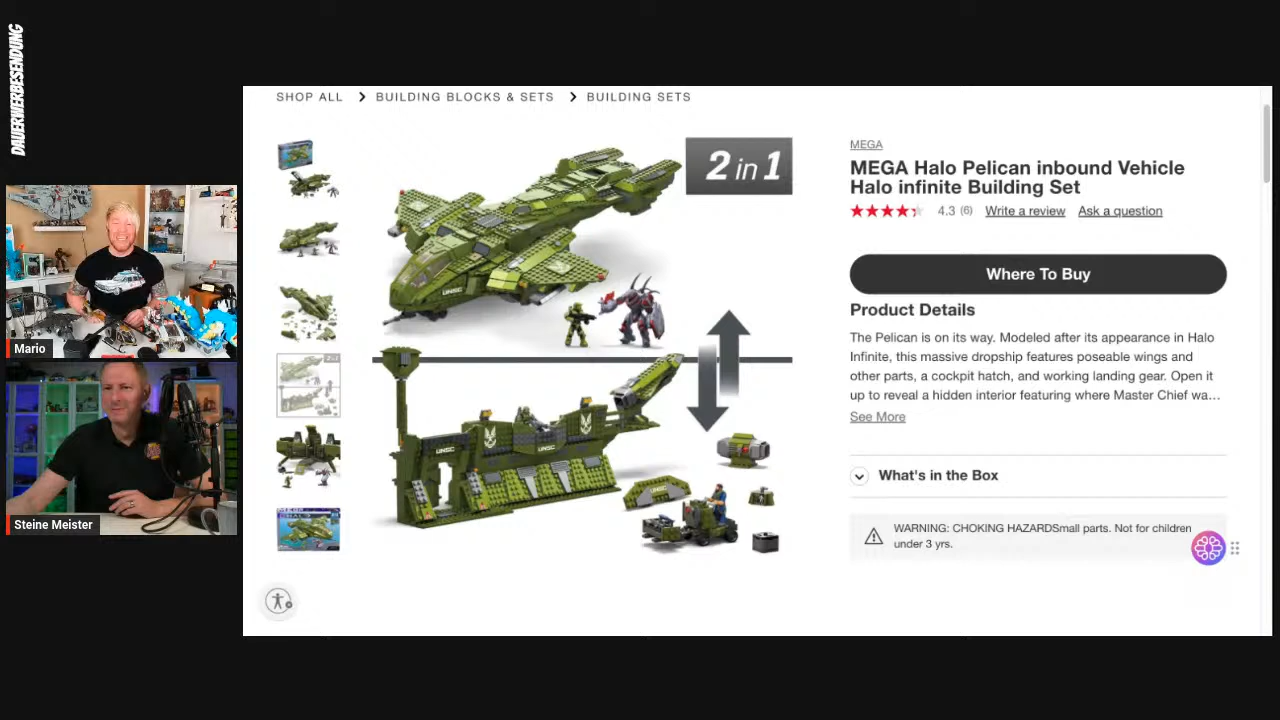 DAUERWERBESENDUNG
SHOP ALL > BUILDING BLOCKS & SETS > BUILDING SETS
2 in 1
UNSC
UNSC
UNSC
UNSC
MEGA
MEGA Halo Pelican inbound Vehicle
Halo infinite Building Set
4.3 (6) Write a review Ask a question
Where To Buy
Product Details
The Pelican is on its way. Modeled after its appearance in Halo
Infinite, this massive dropship features poseable wings and
other parts, a cockpit hatch, and working landing gear. Open it
up to reveal a hidden interior featuring where Master Chief wa...
See More
What's in the Box
WARNING: CHOKING HAZARDSmall parts. Not for children
under 3 yrs.
Mario
Steine Meister